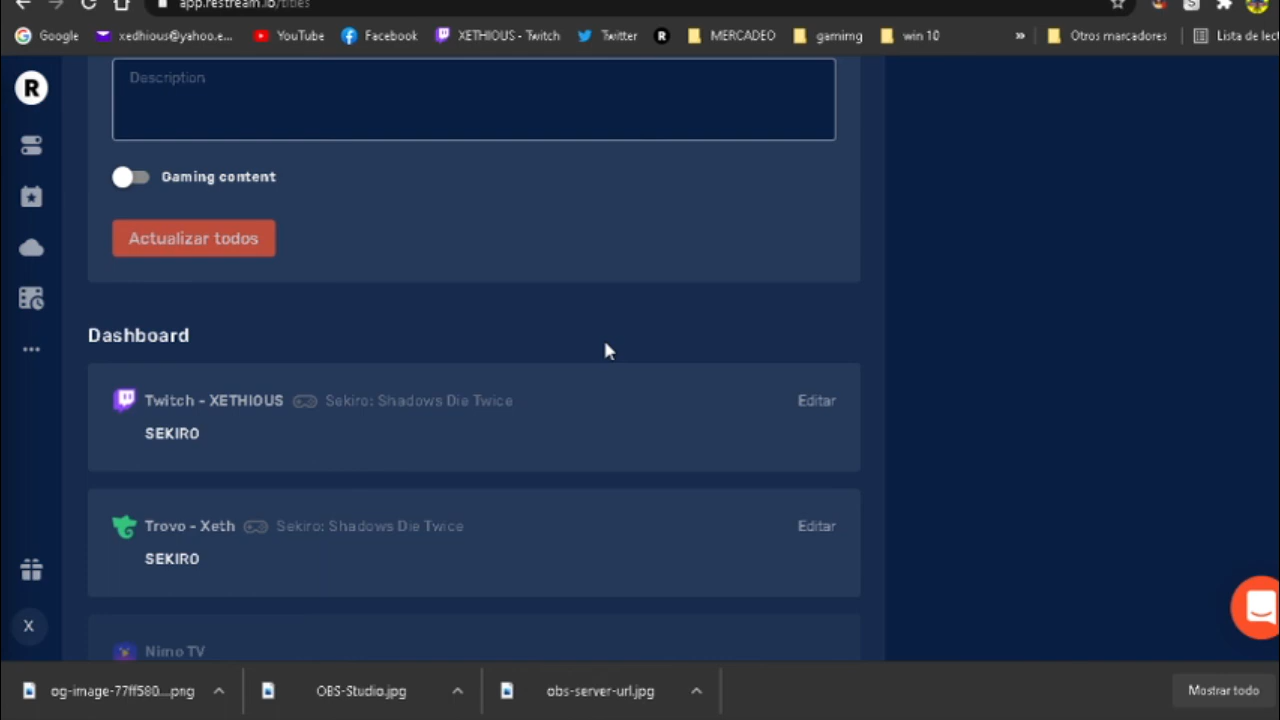 app.restream.io/titles
Google xedhious@yahoo.e... YouTube Facebook XETHIOUS - Twitch Twitter R MERCADEO gamimg win 10 » Otros marcadores Lista de lect
R
Description
Gaming content
Actualizar todos
Dashboard
Twitch - XETHIOUS Sekiro: Shadows Die Twice Editar
SEKIRO
Trovo - Xeth Sekiro: Shadows Die Twice Editar
SEKIRO
X
Nimo TV
og-image-77ff580....png OBS-Studio.jpg obs-server-url.jpg Mostrar todo